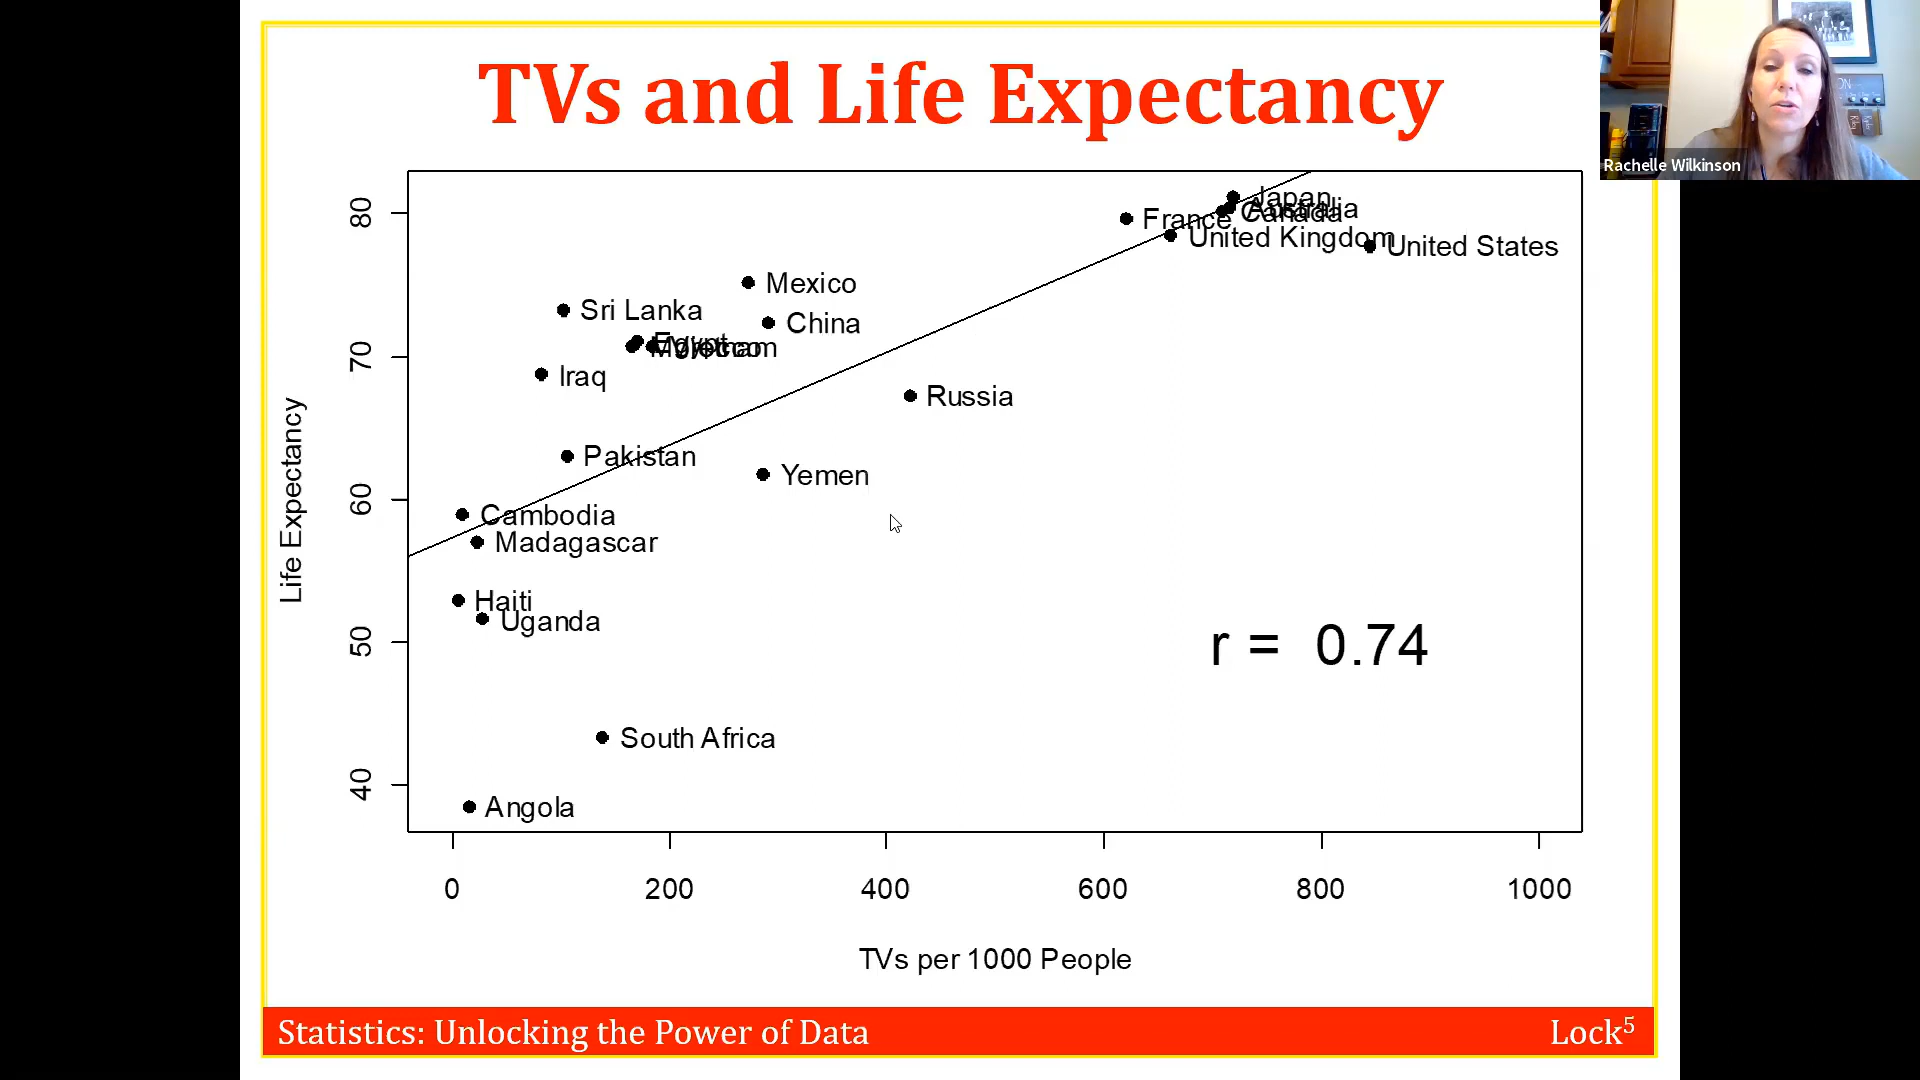 TVs and Life Expectancy
Rachelle Wilkinson
80
70
60
50
40
Life Expectancy
Japan
Australia
Canada
France
United Kingdom
United States
Mexico
Sri Lanka
China
Egypt
Morocco
Vietnam
Iraq
Russia
Pakistan
Yemen
Cambodia
Madagascar
Haiti
Uganda
r = 0.74
South Africa
Angola
0 200 400 600 800 1000
TVs per 1000 People
Statistics: Unlocking the Power of Data
Lock⁵